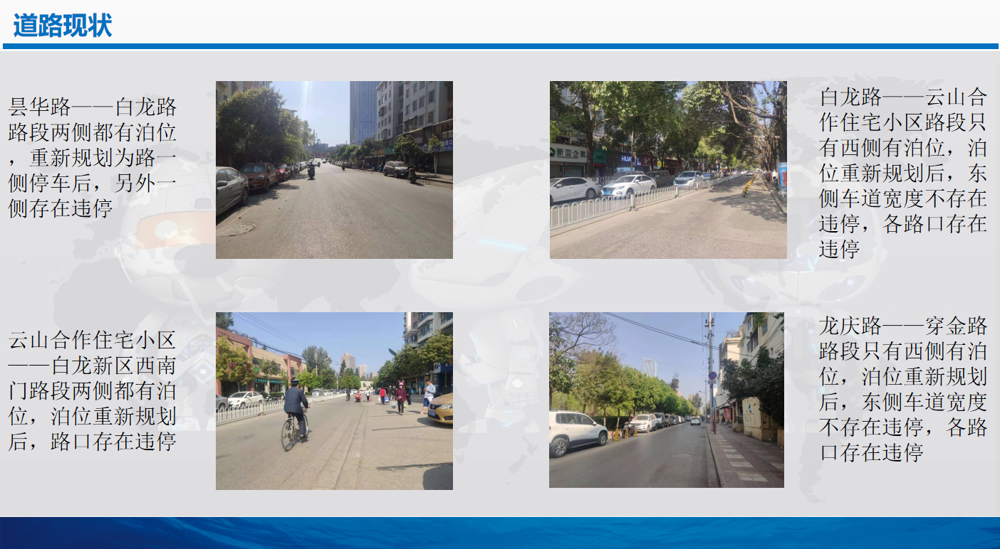 道路现状
昙华路——白龙路
路段两侧都有泊位
，重新规划为路一
侧停车后，另外一
侧存在违停
白龙路——云山合
作住宅小区路段只
有西侧有泊位，泊
位重新规划后，东
侧车道宽度不存在
违停，各路口存在
违停
新亚企航
HUA
云山合作住宅小区
——白龙新区西南
门路段两侧都有泊
位，泊位重新规划
后，路口存在违停
龙庆路——穿金路
路段只有西侧有泊
位，泊位重新规划
后，东侧车道宽度
不存在违停，各路
口存在违停